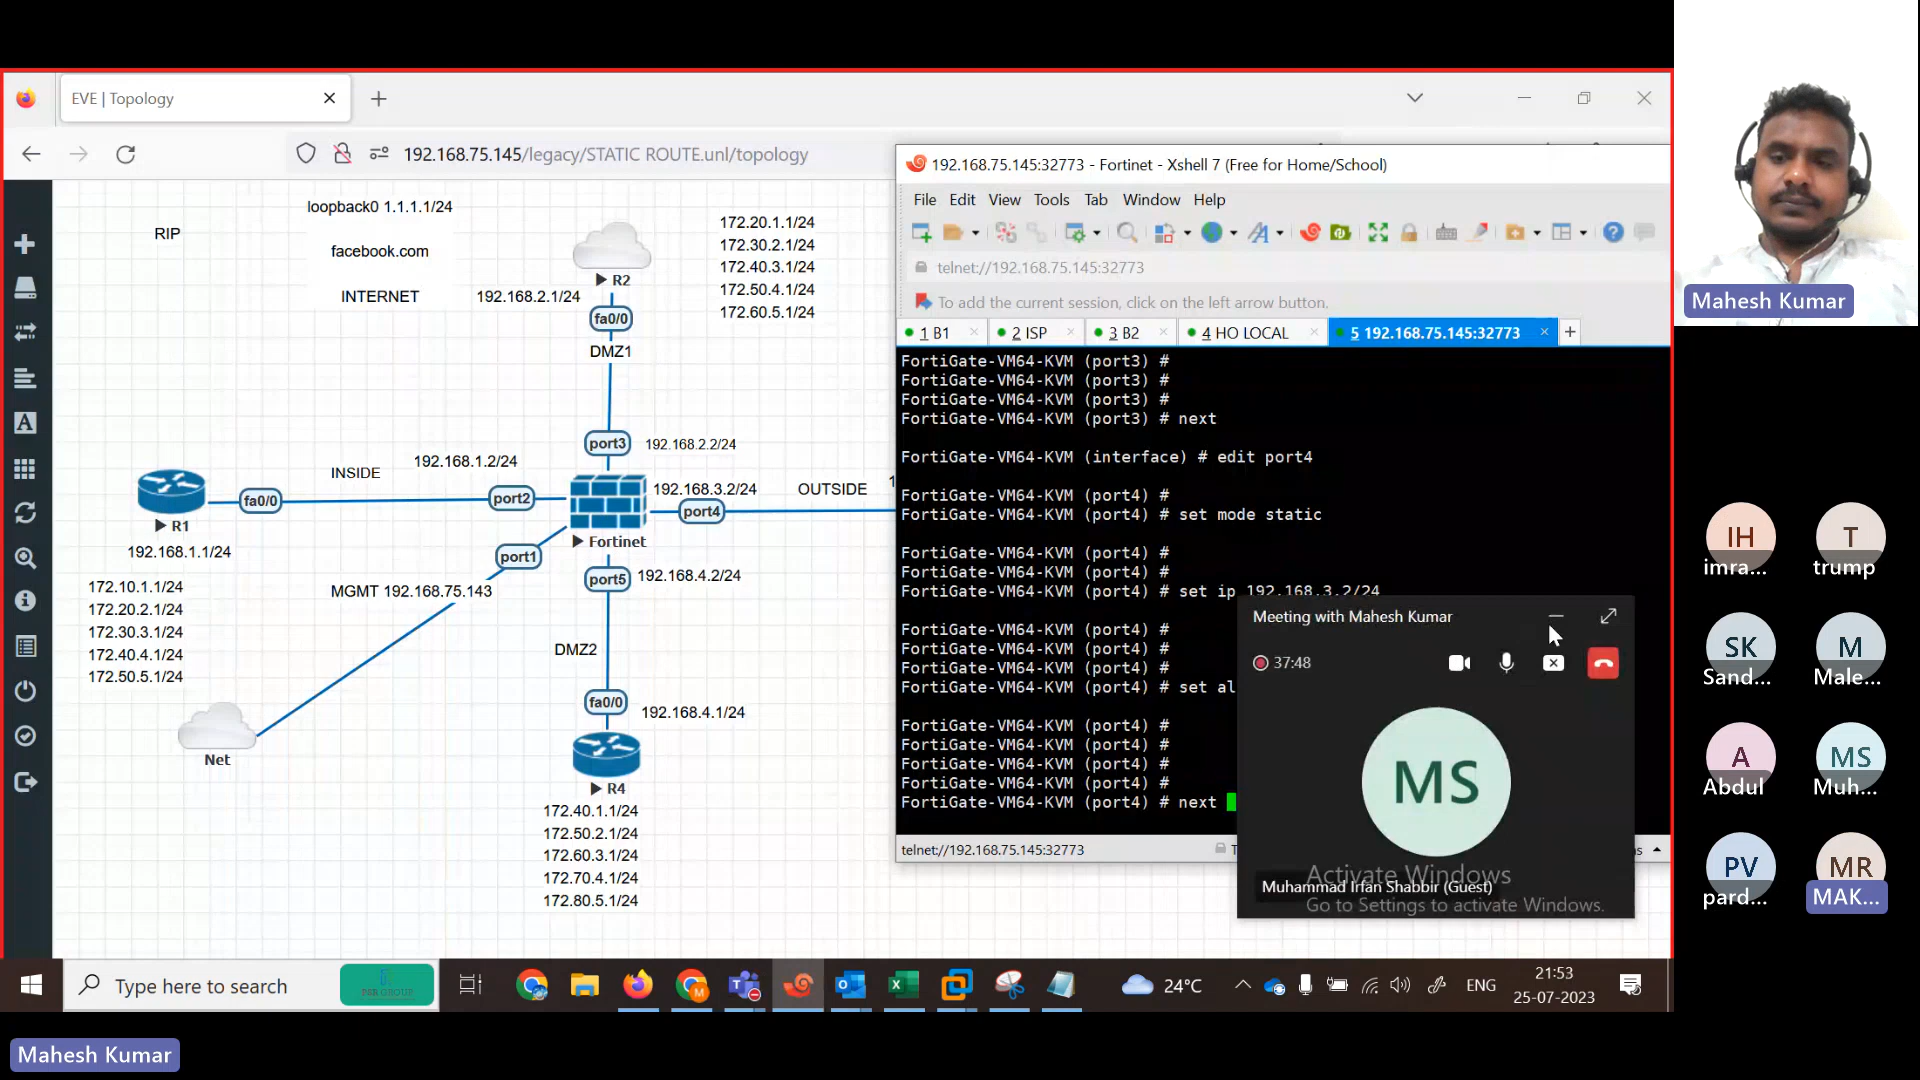 EVE | Topology
192.168.75.145/legacy/STATIC ROUTE.unl/topology
loopback0 1.1.1.1/24
RIP
facebook.com
INTERNET
192.168.2.1/24
R2
fa0/0
DMZ1
172.20.1.1/24
172.30.2.1/24
172.40.3.1/24
172.50.4.1/24
172.60.5.1/24
port3
192.168.2.2/24
INSIDE
192.168.1.2/24
fa0/0
port2
192.168.3.2/24
port4
OUTSIDE
1
R1
192.168.1.1/24
Fortinet
port1
MGMT 192.168.75.143
port5
192.168.4.2/24
172.10.1.1/24
172.20.2.1/24
172.30.3.1/24
172.40.4.1/24
172.50.5.1/24
DMZ2
fa0/0
192.168.4.1/24
Net
R4
172.40.1.1/24
172.50.2.1/24
172.60.3.1/24
172.70.4.1/24
172.80.5.1/24
192.168.75.145:32773 - Fortinet - Xshell 7 (Free for Home/School)
File Edit View Tools Tab Window Help
telnet://192.168.75.145:32773
To add the current session, click on the left arrow button.
1 B1
2 ISP
3 B2
4 HO LOCAL
5 192.168.75.145:32773
FortiGate-VM64-KVM (port3) #
FortiGate-VM64-KVM (port3) #
FortiGate-VM64-KVM (port3) #
FortiGate-VM64-KVM (port3) # next
FortiGate-VM64-KVM (interface) # edit port4
FortiGate-VM64-KVM (port4) #
FortiGate-VM64-KVM (port4) # set mode static
FortiGate-VM64-KVM (port4) #
FortiGate-VM64-KVM (port4) #
FortiGate-VM64-KVM (port4) # set ip 192.168.3.2/24
FortiGate-VM64-KVM (port4) #
FortiGate-VM64-KVM (port4) #
FortiGate-VM64-KVM (port4) #
FortiGate-VM64-KVM (port4) # set al
FortiGate-VM64-KVM (port4) #
FortiGate-VM64-KVM (port4) #
FortiGate-VM64-KVM (port4) #
FortiGate-VM64-KVM (port4) #
FortiGate-VM64-KVM (port4) # next
telnet://192.168.75.145:32773
Meeting with Mahesh Kumar
37:48
MS
Muhammad Irfan Shabbir (Guest)
Activate Windows
Go to Settings to activate Windows.
Type here to search
24°C
ENG
21:53
25-07-2023
Mahesh Kumar
IH
imra...
T
trump
SK
Sand...
M
Male...
A
Abdul
MS
Muh...
PV
pard...
MR
MAK...
Mahesh Kumar